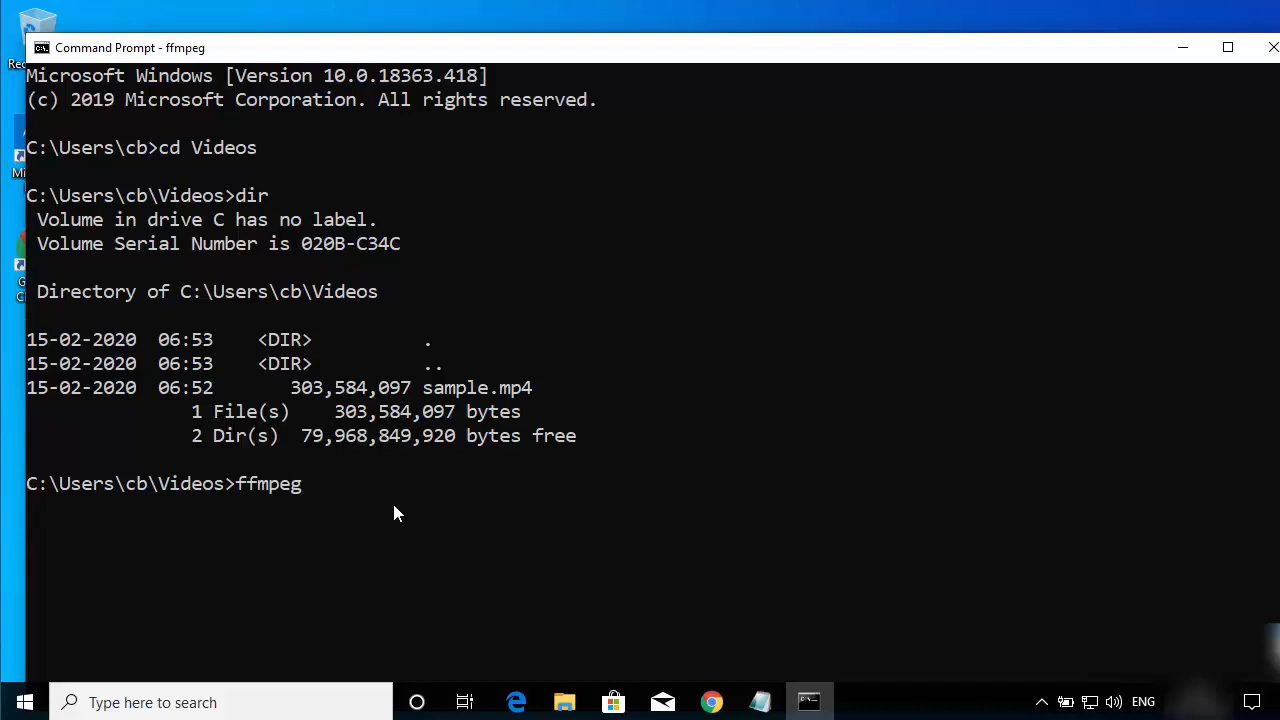 Command Prompt - ffmpeg
Microsoft Windows [Version 10.0.18363.418]
(c) 2019 Microsoft Corporation. All rights reserved.
C:\Users\cb>cd Videos
C:\Users\cb\Videos>dir
Volume in drive C has no label.
Volume Serial Number is 020B-C34C
Directory of C:\Users\cb\Videos
15-02-2020 06:53 <DIR> .
15-02-2020 06:53 <DIR> ..
15-02-2020 06:52 303,584,097 sample.mp4
1 File(s) 303,584,097 bytes
2 Dir(s) 79,968,849,920 bytes free
C:\Users\cb\Videos>ffmpeg
Type here to search
ENG